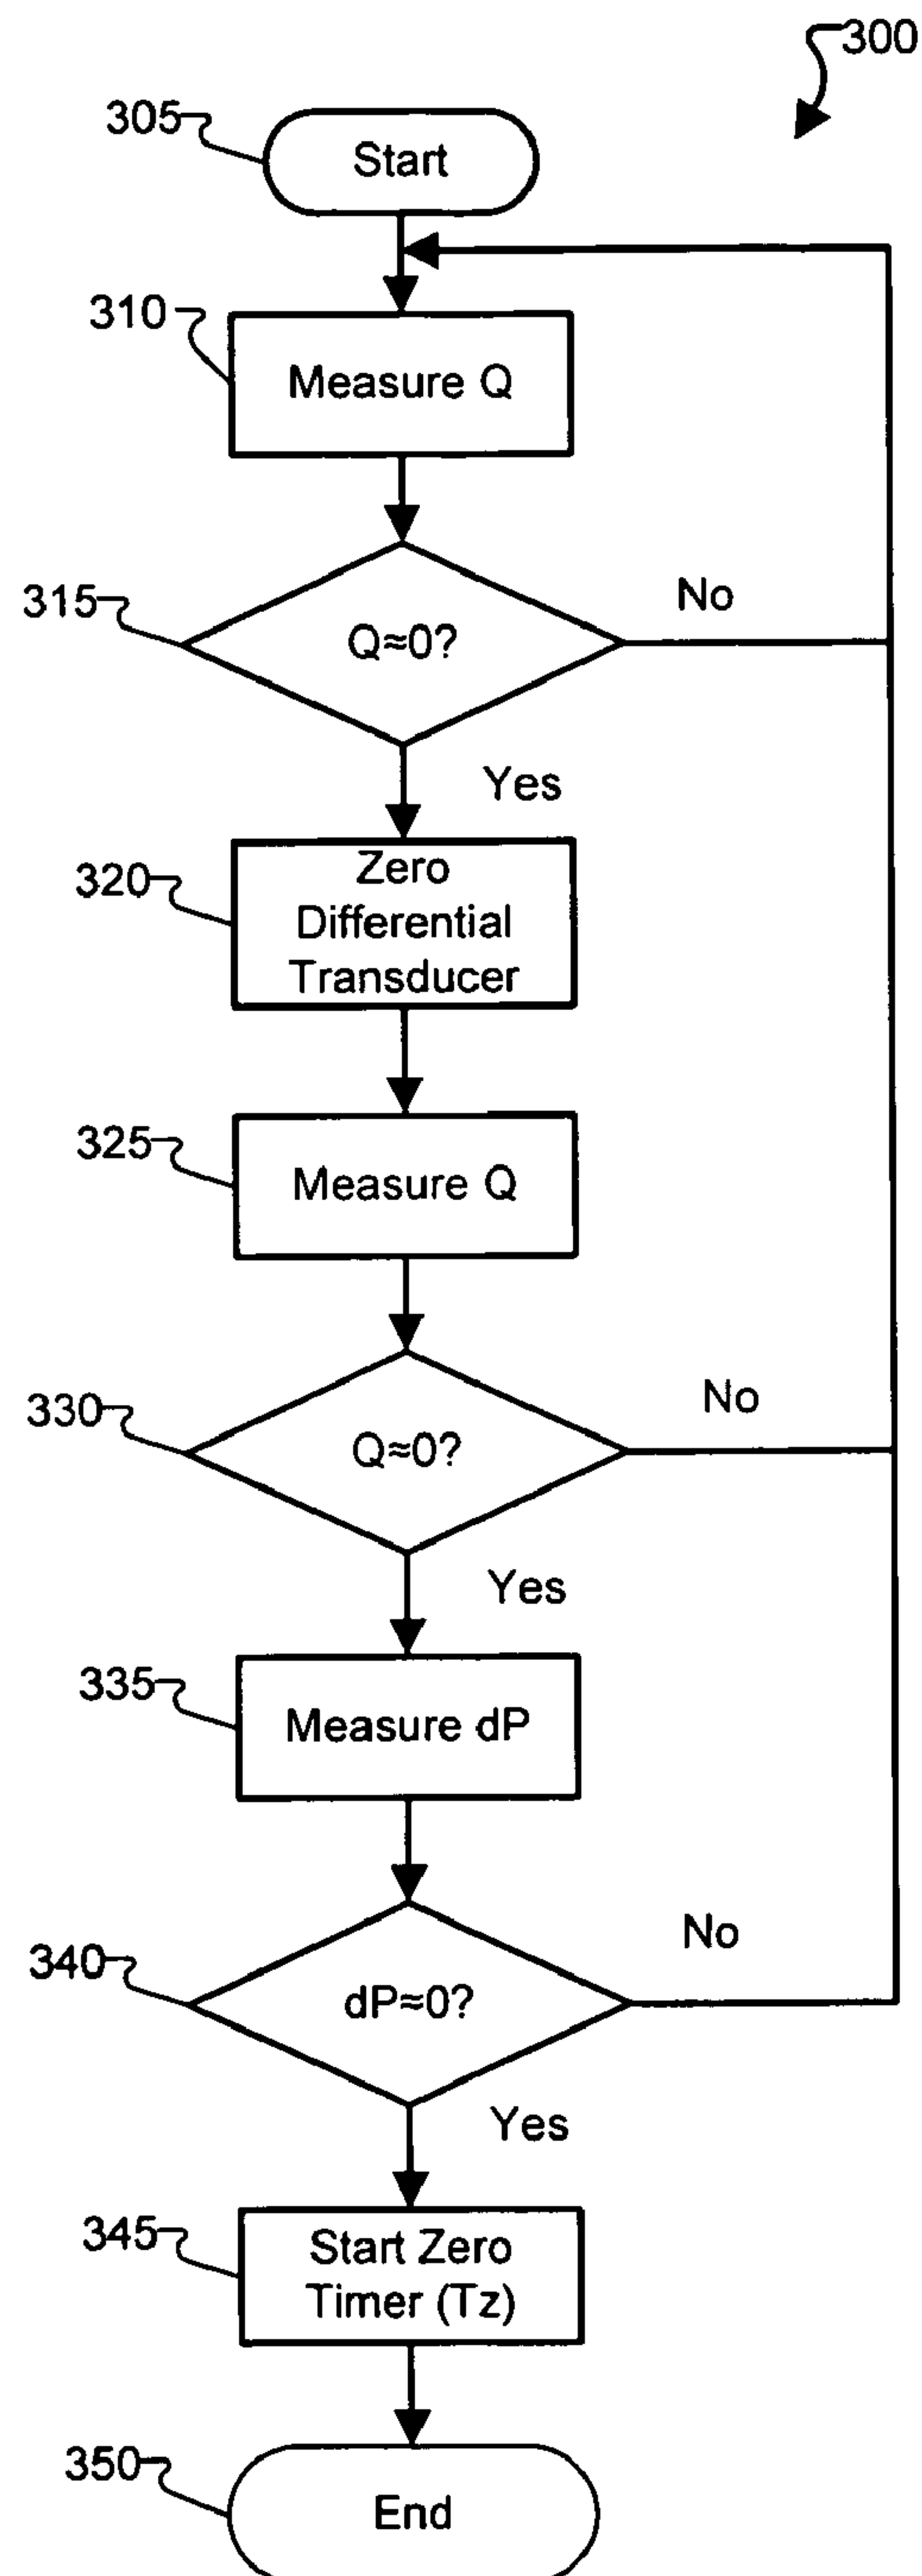 300
305
Start
310
Measure Q
315
Q≈0?
No
Yes
320
Zero
Differential
Transducer
325
Measure Q
330
Q≈0?
No
Yes
335
Measure dP
340
dP≈0?
No
Yes
345
Start Zero
Timer (Tz)
350
End